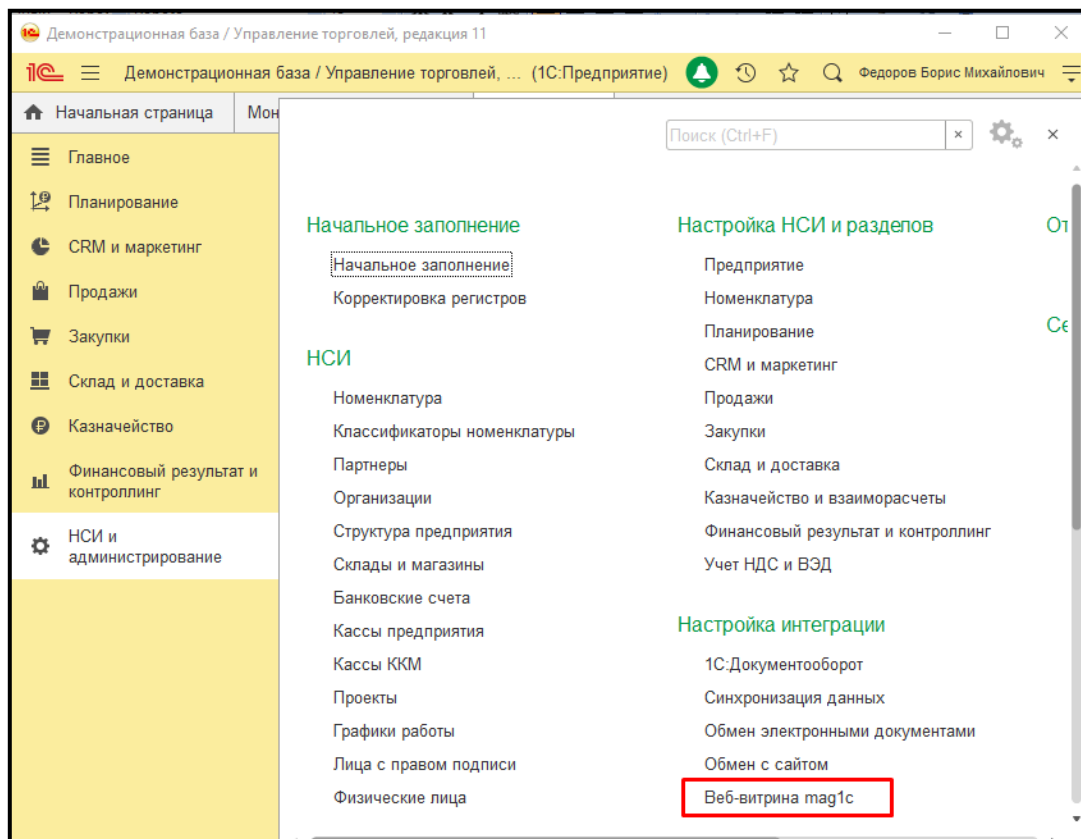 Демонстрационная база / Управление торговлей, редакция 11
1С Демонстрационная база / Управление торговлей, ... (1С:Предприятие) Федоров Борис Михайлович
Начальная страница
Поиск (Ctrl+F)
Главное
Планирование
CRM и маркетинг
Продажи
Закупки
Склад и доставка
Казначейство
Финансовый результат и
контроллинг
НСИ и
администрирование
Начальное заполнение
Начальное заполнение
Корректировка регистров
НСИ
Номенклатура
Классификаторы номенклатуры
Партнеры
Организации
Структура предприятия
Склады и магазины
Банковские счета
Кассы предприятия
Кассы ККМ
Проекты
Графики работы
Лица с правом подписи
Физические лица
Настройка НСИ и разделов
Предприятие
Номенклатура
Планирование
CRM и маркетинг
Продажи
Закупки
Склад и доставка
Казначейство и взаиморасчеты
Финансовый результат и контроллинг
Учет НДС и ВЭД
Настройка интеграции
1С:Документооборот
Синхронизация данных
Обмен электронными документами
Обмен с сайтом
Веб-витрина mag1c